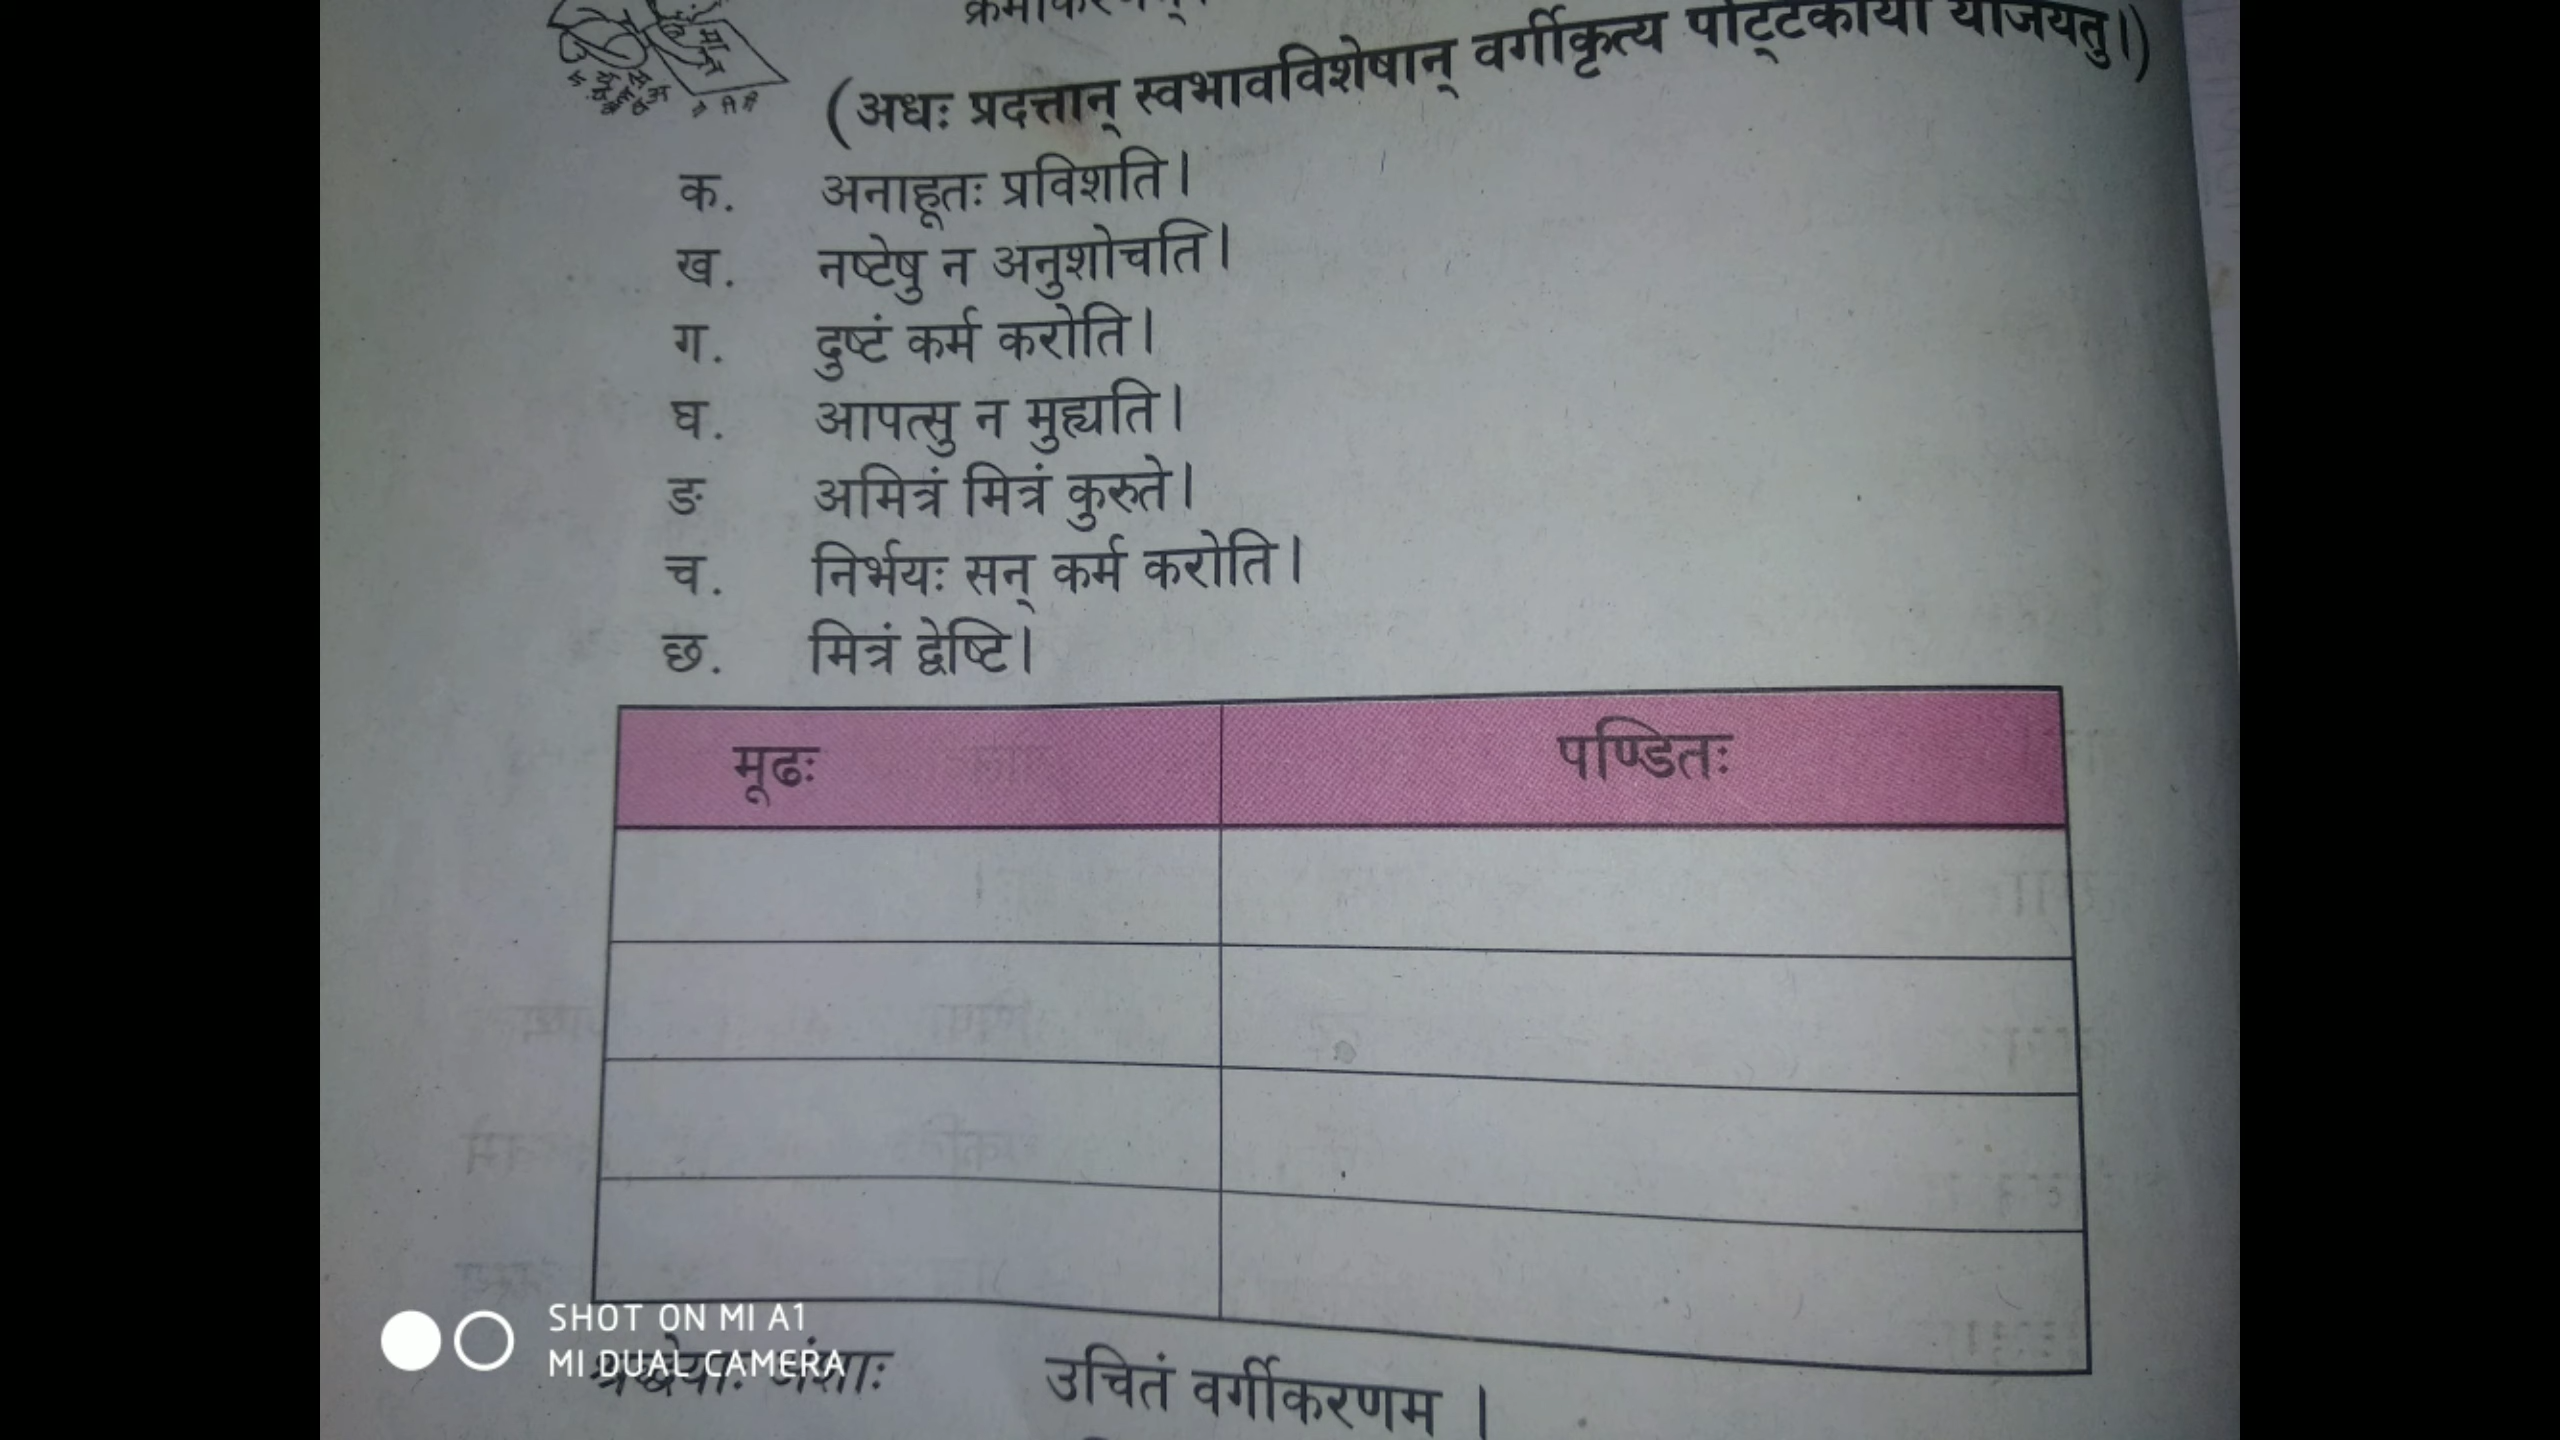 (अधः प्रदत्तान् स्वभावविशेषान् वर्गीकृत्य पट्टिकायां योजयतु।)
क. अनाहूतः प्रविशति।
ख. नष्टेषु न अनुशोचति।
ग. दुष्टं कर्म करोति।
घ. आपत्सु न मुह्यति।
ङ अमित्रं मित्रं कुरुते।
च. निर्भयः सन् कर्म करोति।
छ. मित्रं द्वेष्टि।
मूढः पण्डितः
SHOT ON MI A1
MI DUAL CAMERA
उचितं वर्गीकरणम ।